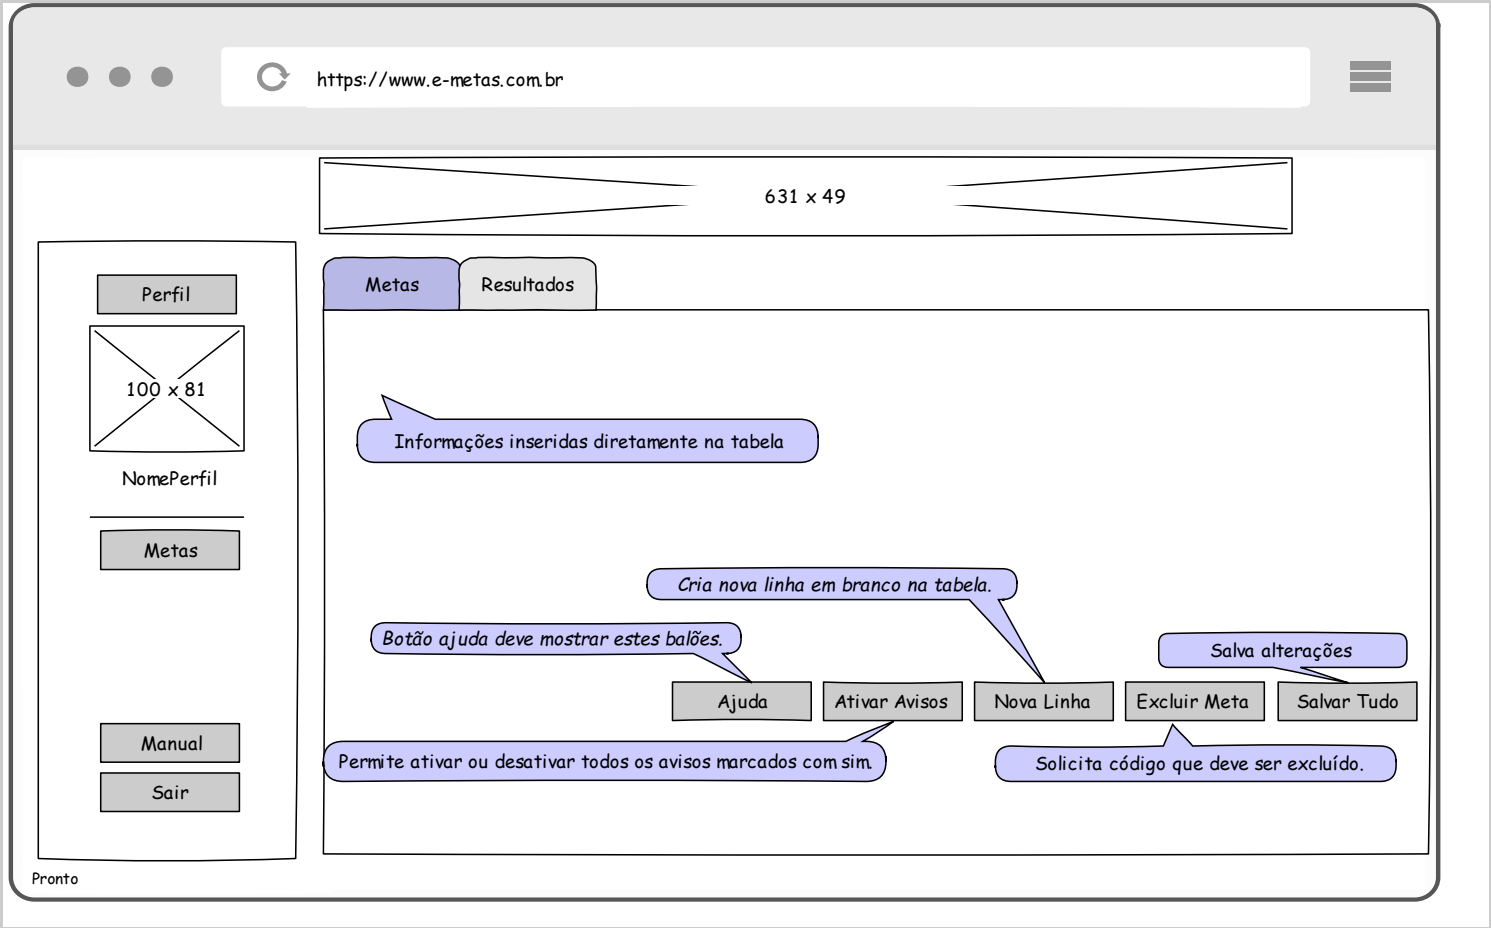 https://www.e-metas.com.br
631 x 49
Perfil
100 x 81
NomePerfil
Metas
Manual
Sair
Metas
Resultados
Informações inseridas diretamente na tabela
Cria nova linha em branco na tabela.
Botão ajuda deve mostrar estes balões.
Salva alterações
Ajuda
Ativar Avisos
Nova Linha
Excluir Meta
Salvar Tudo
Permite ativar ou desativar todos os avisos marcados com sim.
Solicita código que deve ser excluído.
Pronto